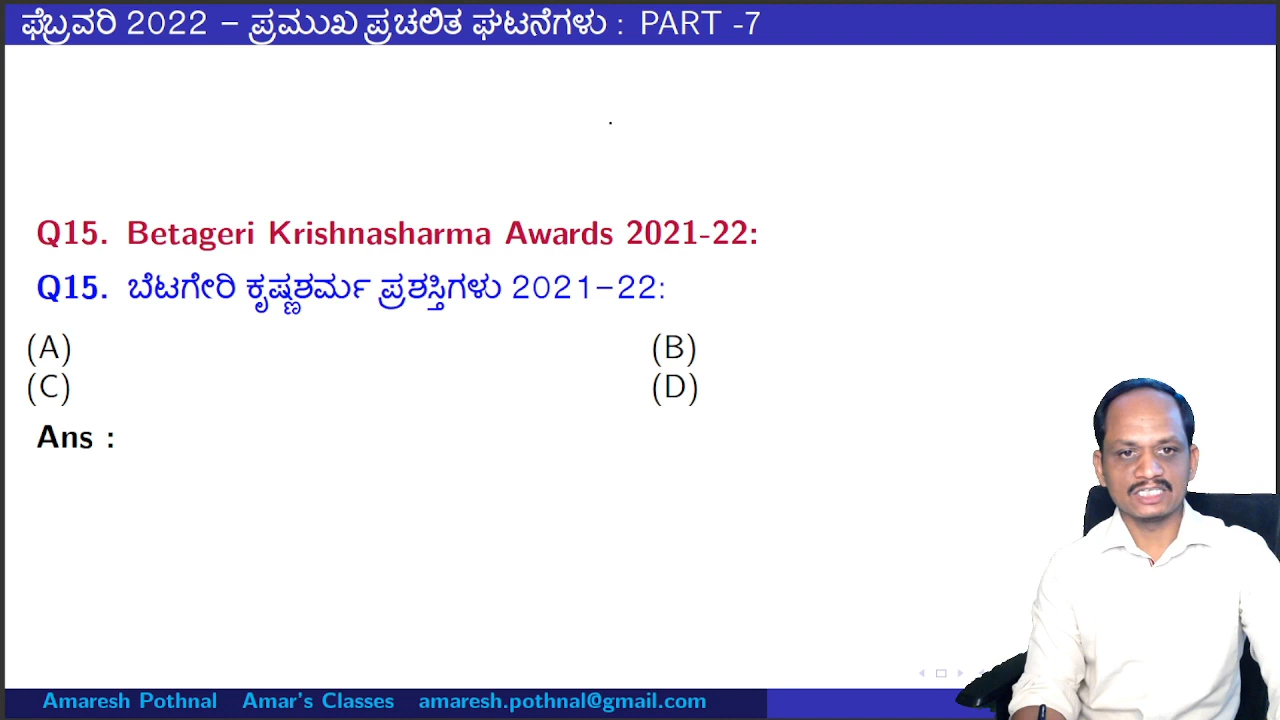 ಫೆಬ್ರವರಿ 2022 – ಪ್ರಮುಖ ಪ್ರಚಲಿತ ಘಟನೆಗಳು : PART -7
Q15. Betageri Krishnasharma Awards 2021-22:
Q15. ಬೆಟಗೇರಿ ಕೃಷ್ಣಶರ್ಮ ಪ್ರಶಸ್ತಿಗಳು 2021–22:
(A) (B)
(C) (D)
Ans :
Amaresh Pothnal Amar's Classes amaresh.pothnal@gmail.com